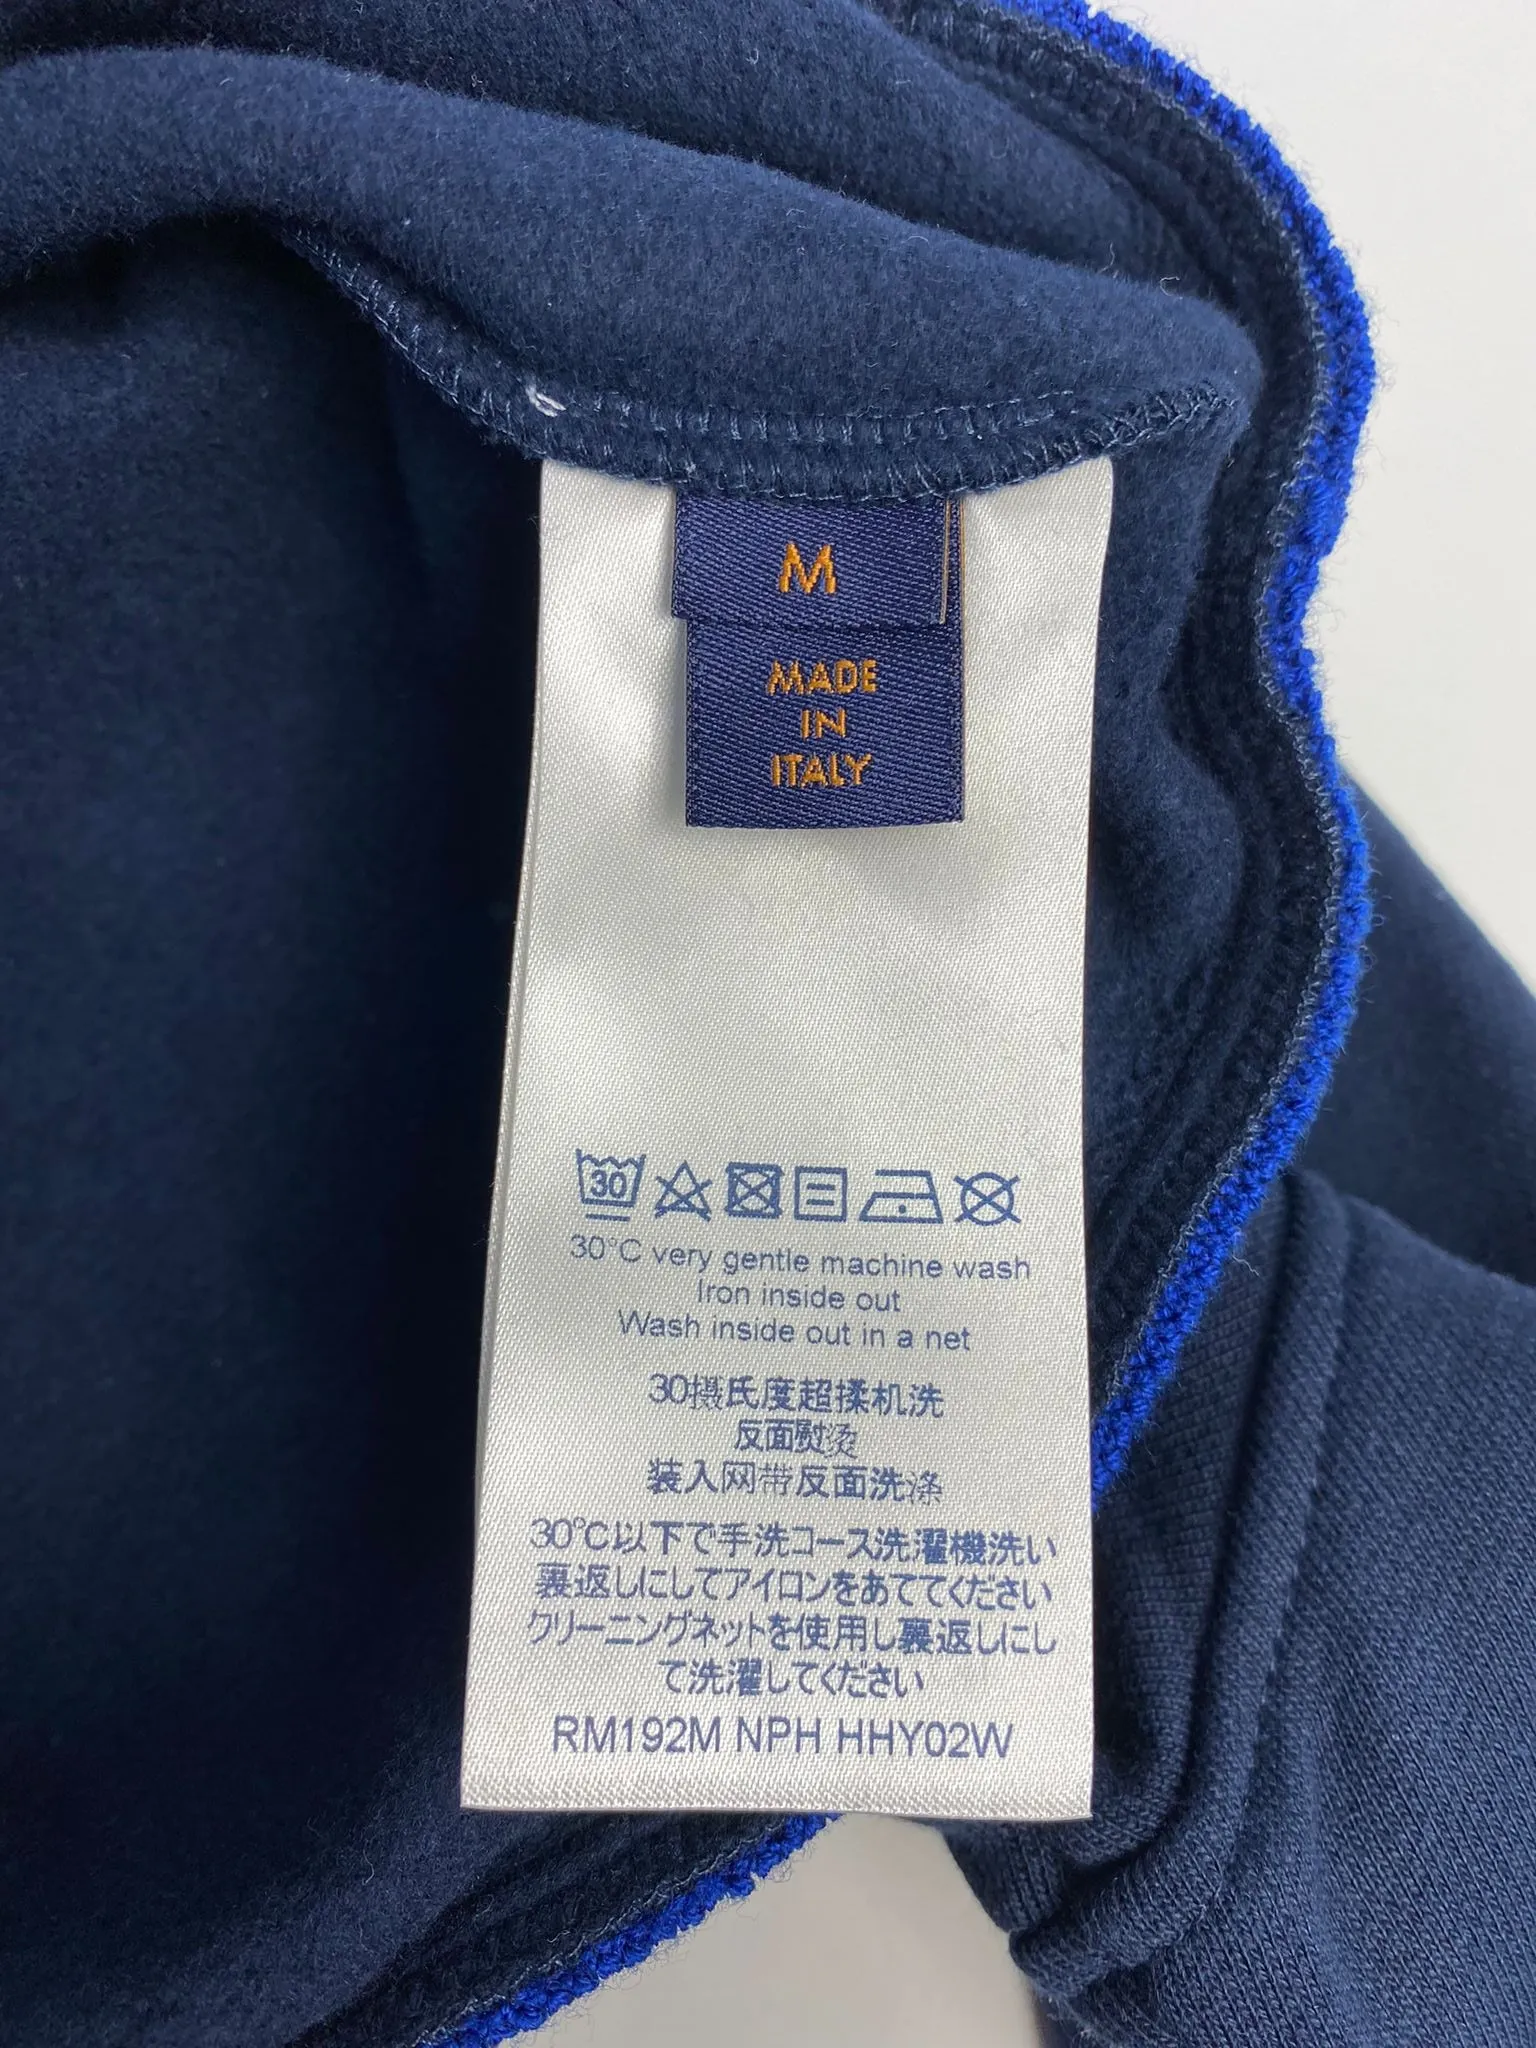 M
MADE
IN
ITALY
30
30°C very gentle machine wash
Iron inside out
Wash inside out in a net
30摄氏度超揉机洗
反面熨烫
装入网带反面洗涤
30°C以下で手洗コース洗濯機洗い
裏返しにしてアイロンをあててください
クリーニングネットを使用し裏返しにし
て洗濯してください
RM192M NPH HHY02W